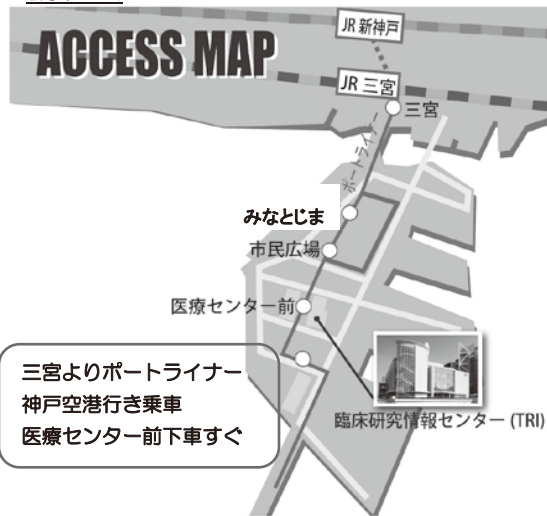 ACCESS MAP
JR 新神戸
JR 三宮
三宮
ポートライナー
みなとじま
市民広場
医療センター前
三宮よりポートライナー
神戸空港行き乗車
医療センター前下車すぐ
臨床研究情報センター (TRI)